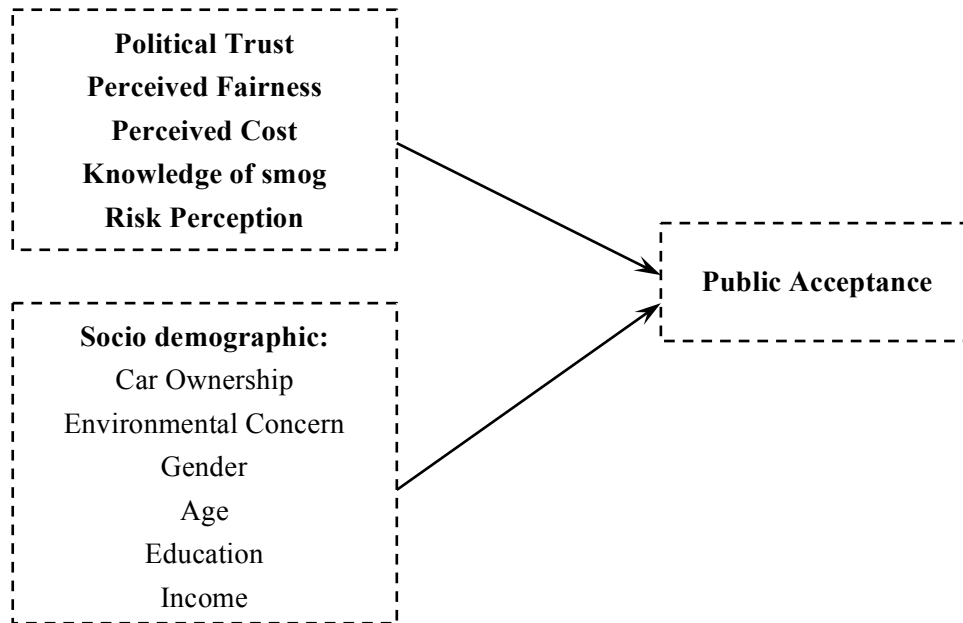 Political Trust
Perceived Fairness
Perceived Cost
Knowledge of smog
Risk Perception
Public Acceptance
Socio demographic:
Car Ownership
Environmental Concern
Gender
Age
Education
Income